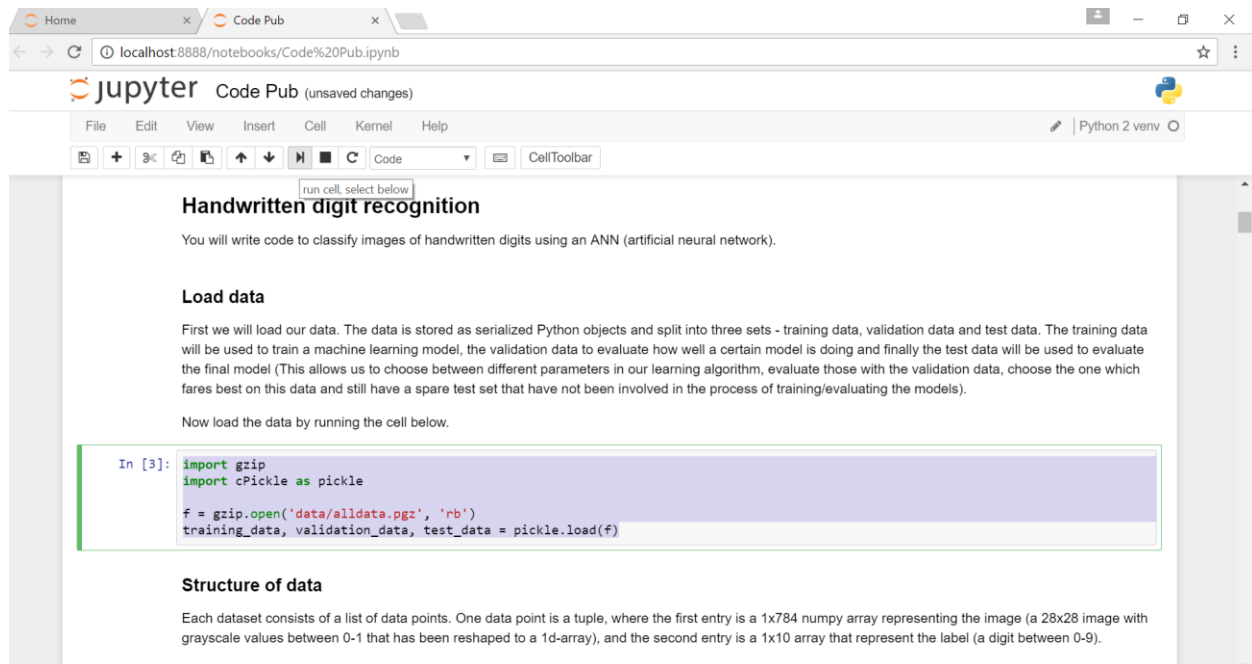 Home
Code Pub
localhost:8888/notebooks/Code%20Pub.ipynb
jupyter Code Pub (unsaved changes)
File Edit View Insert Cell Kernel Help
Python 2 venv
Code
CellToolbar
run cell, select below
Handwritten digit recognition
You will write code to classify images of handwritten digits using an ANN (artificial neural network).
Load data
First we will load our data. The data is stored as serialized Python objects and split into three sets - training data, validation data and test data. The training data
will be used to train a machine learning model, the validation data to evaluate how well a certain model is doing and finally the test data will be used to evaluate
the final model (This allows us to choose between different parameters in our learning algorithm, evaluate those with the validation data, choose the one which
fares best on this data and still have a spare test set that have not been involved in the process of training/evaluating the models).
Now load the data by running the cell below.
In [3]: import gzip
import cPickle as pickle
f = gzip.open('data/alldata.pgz', 'rb')
training_data, validation_data, test_data = pickle.load(f)
Structure of data
Each dataset consists of a list of data points. One data point is a tuple, where the first entry is a 1x784 numpy array representing the image (a 28x28 image with
grayscale values between 0-1 that has been reshaped to a 1d-array), and the second entry is a 1x10 array that represent the label (a digit between 0-9).